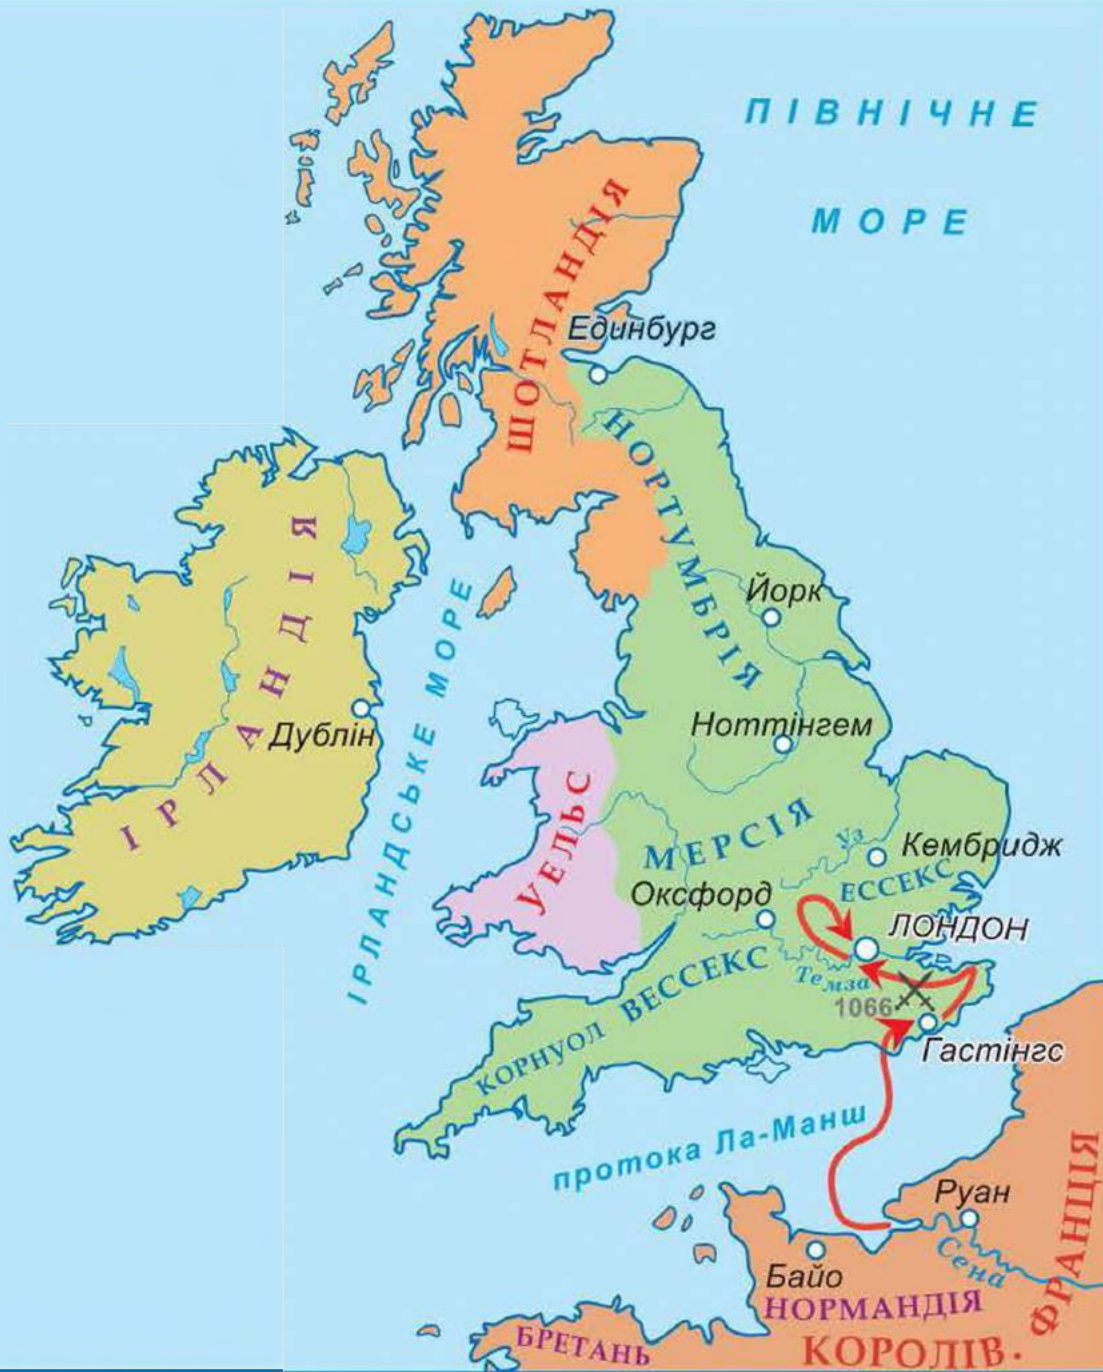 ПІВНІЧНЕ
МОРЕ
ШОТЛАНДІЯ
Единбург
НОРТУМБРІЯ
ІРЛАНДІЯ
Йорк
ІРЛАНДСЬКЕ МОРЕ
Дублін
Ноттінгем
УЕЛЬС
МЕРСІЯ
Уз
Кембридж
Оксфорд
ЕССЕКС
ЛОНДОН
ВЕССЕКС
Темза
1066
Гастінгс
КОРНУОЛ
протока Ла-Манш
Руан
Сена
Байо
НОРМАНДІЯ
БРЕТАНЬ
КОРОЛІВ. ФРАНЦІЯ